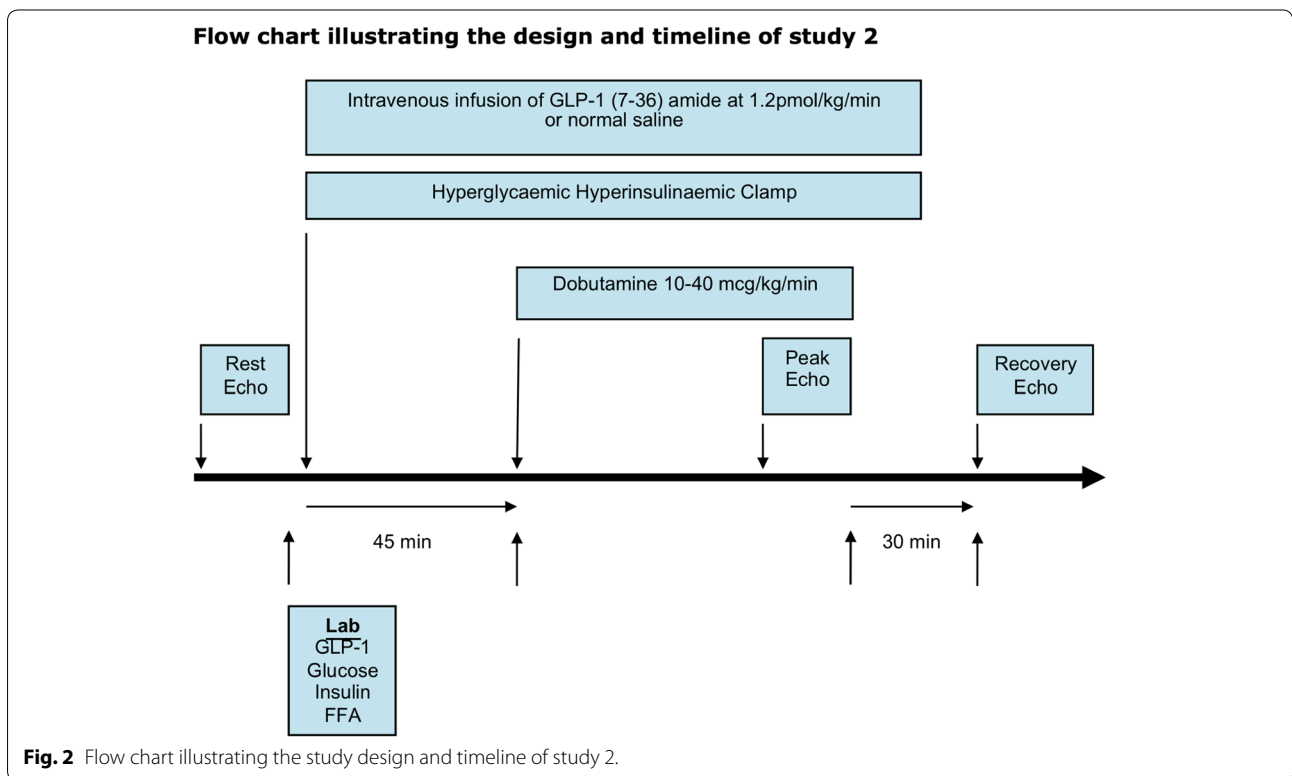 Flow chart illustrating the design and timeline of study 2
Intravenous infusion of GLP-1 (7-36) amide at 1.2pmol/kg/min
or normal saline
Hyperglycaemic Hyperinsulinaemic Clamp
Dobutamine 10-40 mcg/kg/min
Rest
Echo
Peak
Echo
Recovery
Echo
45 min
30 min
Lab
GLP-1
Glucose
Insulin
FFA
Fig. 2 Flow chart illustrating the study design and timeline of study 2.